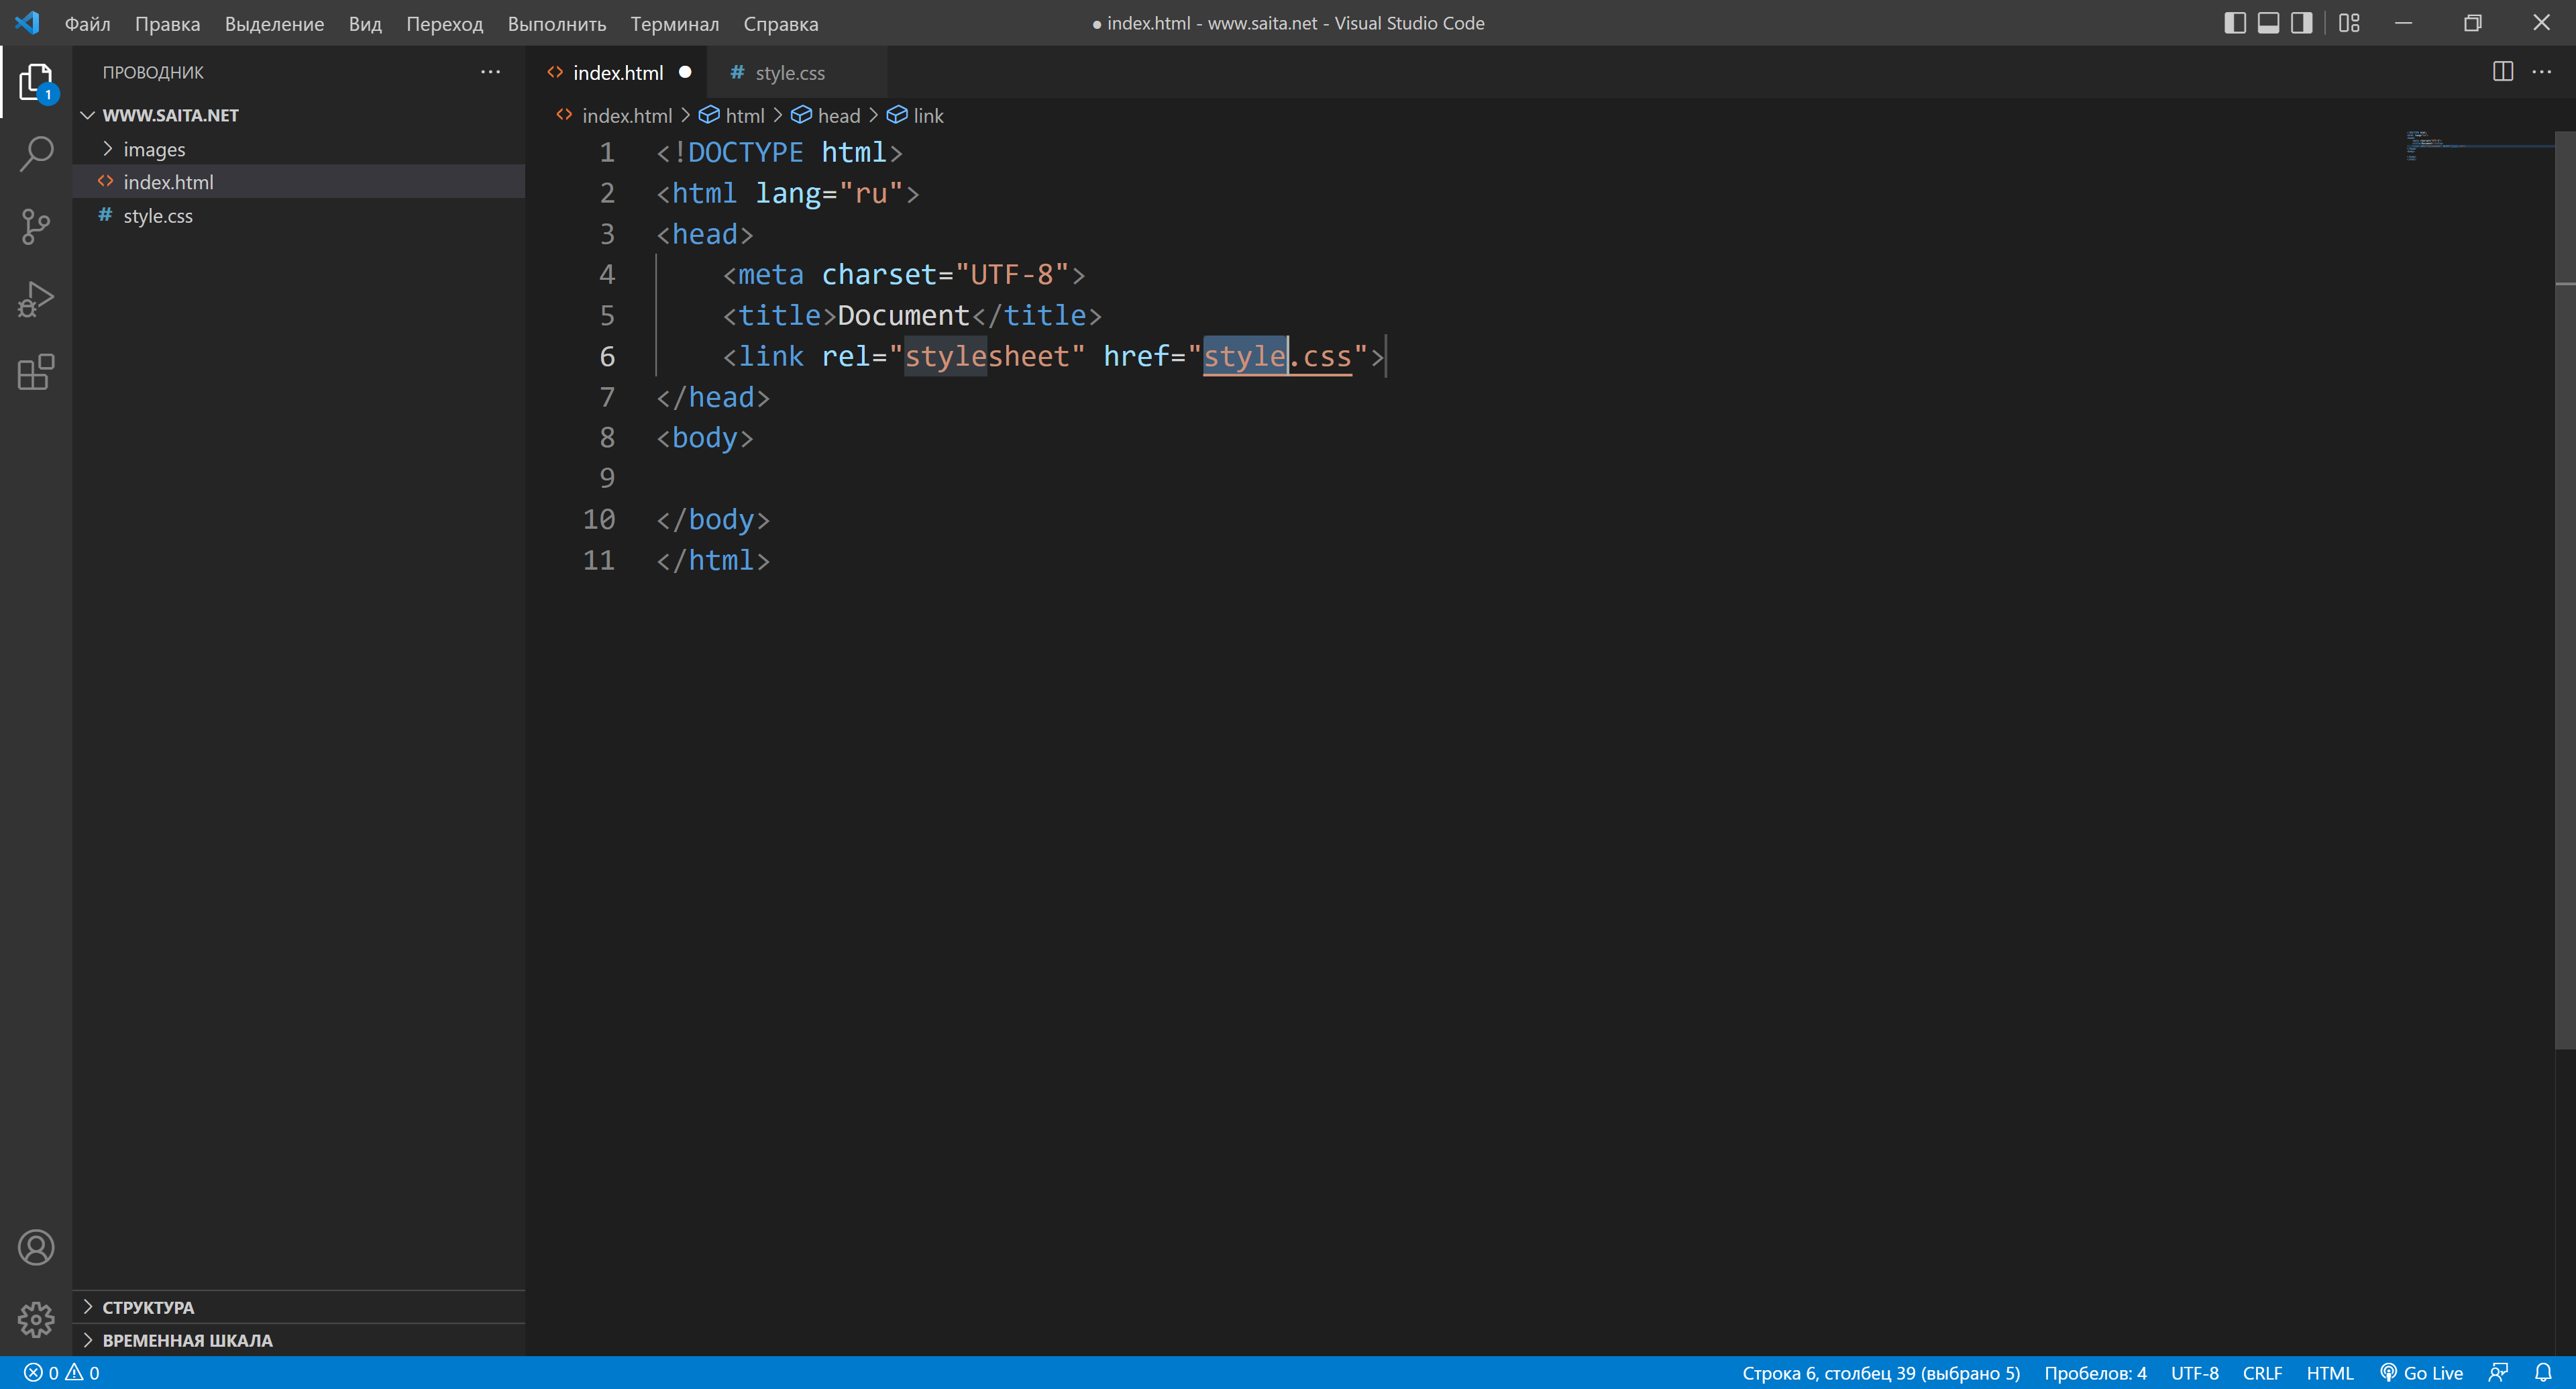 Файл Правка Выделение Вид Переход Выполнить Терминал Справка
● index.html - www.saita.net - Visual Studio Code
ПРОВОДНИК
1
WWW.SAITA.NET
images
index.html
style.css
index.html
style.css
index.html > html > head > link
1 <!DOCTYPE html>
2 <html lang="ru">
3 <head>
4 <meta charset="UTF-8">
5 <title>Document</title>
6 <link rel="stylesheet" href="style.css">
7 </head>
8 <body>
9
10 </body>
11 </html>
СТРУКТУРА
ВРЕМЕННАЯ ШКАЛА
0 0
Строка 6, столбец 39 (выбрано 5) Пробелов: 4 UTF-8 CRLF HTML Go Live